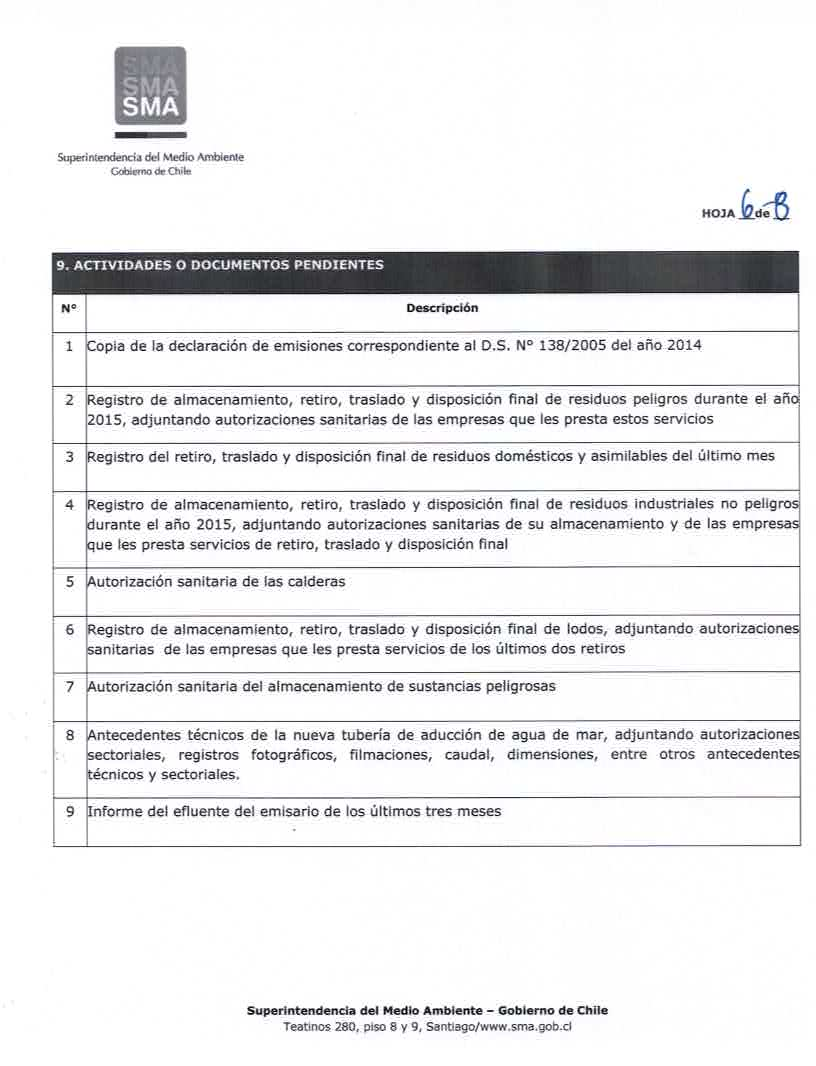 SMA
SMA
SMA
Superintendencia del Medio Ambiente
Gobierno de Chile
HOJA 6 de 8
9. ACTIVIDADES O DOCUMENTOS PENDIENTES
N° Descripción
1 Copia de la declaración de emisiones correspondiente al D.S. N° 138/2005 del año 2014
2 Registro de almacenamiento, retiro, traslado y disposición final de residuos peligros durante el año
2015, adjuntando autorizaciones sanitarias de las empresas que les presta estos servicios
3 Registro del retiro, traslado y disposición final de residuos domésticos y asimilables del último mes
4 Registro de almacenamiento, retiro, traslado y disposición final de residuos industriales no peligros
durante el año 2015, adjuntando autorizaciones sanitarias de su almacenamiento y de las empresas
que les presta servicios de retiro, traslado y disposición final
5 Autorización sanitaria de las calderas
6 Registro de almacenamiento, retiro, traslado y disposición final de lodos, adjuntando autorizaciones
sanitarias de las empresas que les presta servicios de los últimos dos retiros
7 Autorización sanitaria del almacenamiento de sustancias peligrosas
8 Antecedentes técnicos de la nueva tubería de aducción de agua de mar, adjuntando autorizaciones
sectoriales, registros fotográficos, filmaciones, caudal, dimensiones, entre otros antecedentes
técnicos y sectoriales.
9 Informe del efluente del emisario de los últimos tres meses
Superintendencia del Medio Ambiente – Gobierno de Chile
Teatinos 280, piso 8 y 9, Santiago/www.sma.gob.cl